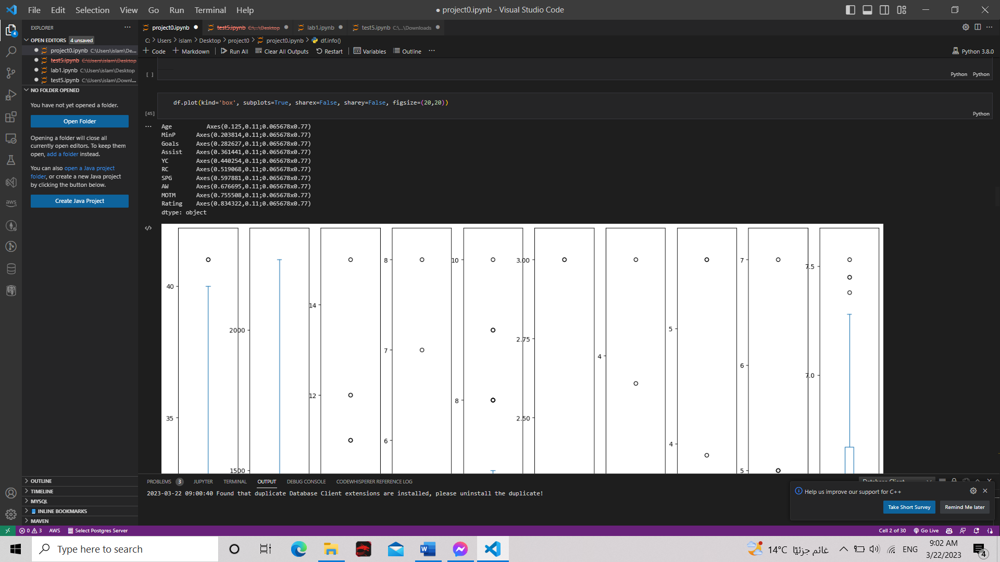 File Edit Selection View Go Run Terminal Help
● project0.ipynb - Visual Studio Code
EXPLORER
OPEN EDITORS 4 unsaved
project0.ipynb C:\Users\islam\De...
test5.ipynb C:\Users\islam\Desktop
lab1.ipynb C:\Users\islam\Desktop
test5.ipynb C:\Users\islam\Downl...
NO FOLDER OPENED
You have not yet opened a folder.
Open Folder
Opening a folder will close all
currently open editors. To keep them
open, add a folder instead.
You can also open a Java project
folder, or create a new Java project
by clicking the button below.
Create Java Project
OUTLINE
TIMELINE
MYSQL
INLINE BOOKMARKS
MAVEN
4
aws
project0.ipynb ● test5.ipynb C:\...\Desktop ● lab1.ipynb ● test5.ipynb C:\...\Downloads ●
C: > Users > islam > Desktop > project0 > project0.ipynb > df.info()
+ Code + Markdown | Run All Clear All Outputs Restart | Variables Outline ...
Python 3.8.0
[ ]
Python Python
df.plot(kind='box', subplots=True, sharex=False, sharey=False, figsize=(20,20))
[45]
Python
Age Axes(0.125,0.11;0.065678x0.77)
MinP Axes(0.203814,0.11;0.065678x0.77)
Goals Axes(0.282627,0.11;0.065678x0.77)
Assist Axes(0.361441,0.11;0.065678x0.77)
YC Axes(0.440254,0.11;0.065678x0.77)
RC Axes(0.519068,0.11;0.065678x0.77)
SPG Axes(0.597881,0.11;0.065678x0.77)
AW Axes(0.676695,0.11;0.065678x0.77)
MOTM Axes(0.755508,0.11;0.065678x0.77)
Rating Axes(0.834322,0.11;0.065678x0.77)
dtype: object
40
35
2000
1500
14
12
8
7
6
10
8
3.00
2.75
2.50
4
5
4
7
6
5
7.5
7.0
PROBLEMS 3 JUPYTER TERMINAL OUTPUT DEBUG CONSOLE CODEWHISPERER REFERENCE LOG
2023-03-22 09:00:40 Found that duplicate Database Client extensions are installed, please uninstall the duplicate!
Database Client
Help us improve our support for C++
Take Short Survey Remind Me later
0 3 AWS Select Postgres Server
Cell 2 of 30 Go Live
Type here to search
14°C غائم جزئيًا
ENG
9:02 AM
3/22/2023
4